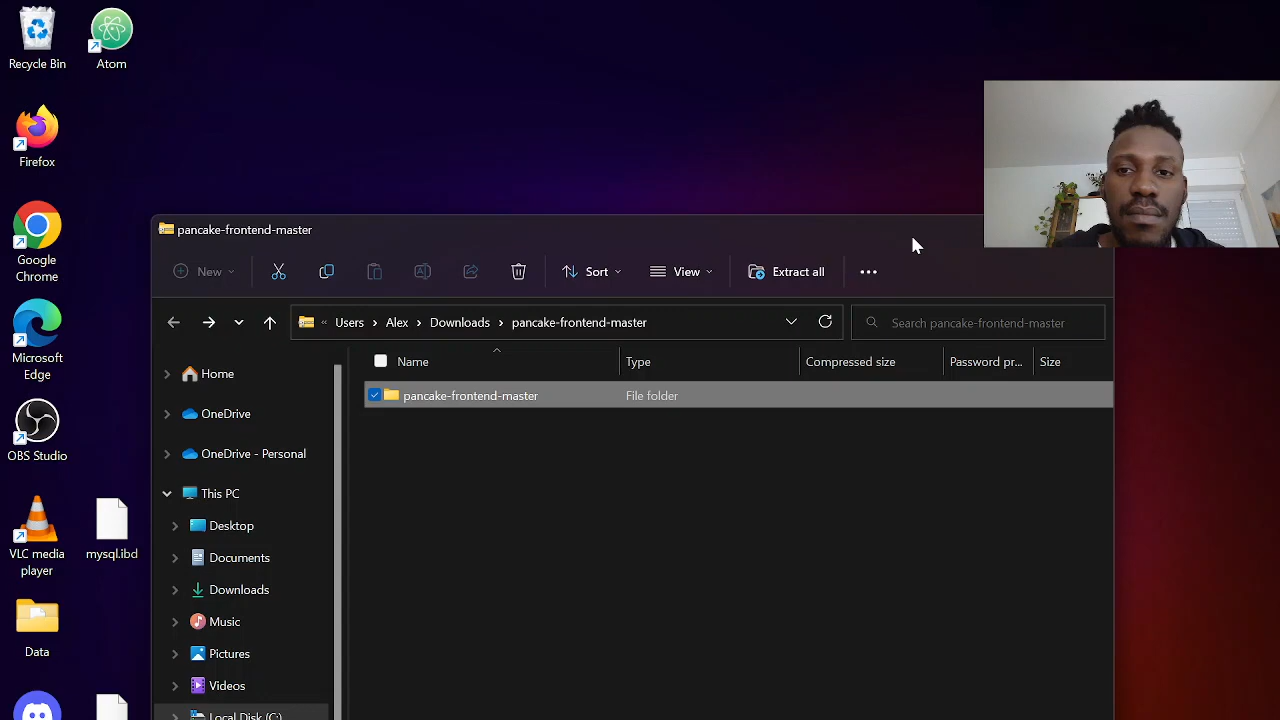 Recycle Bin
Atom
Firefox
Google
Chrome
Microsoft
Edge
OBS Studio
VLC media
player
mysql.ibd
Data
pancake-frontend-master
New
Sort
View
Extract all
« Users > Alex > Downloads > pancake-frontend-master
Search pancake-frontend-master
Name
Type
Compressed size
Password pr...
Size
pancake-frontend-master
File folder
Home
OneDrive
OneDrive - Personal
This PC
Desktop
Documents
Downloads
Music
Pictures
Videos
Local Disk (C:)